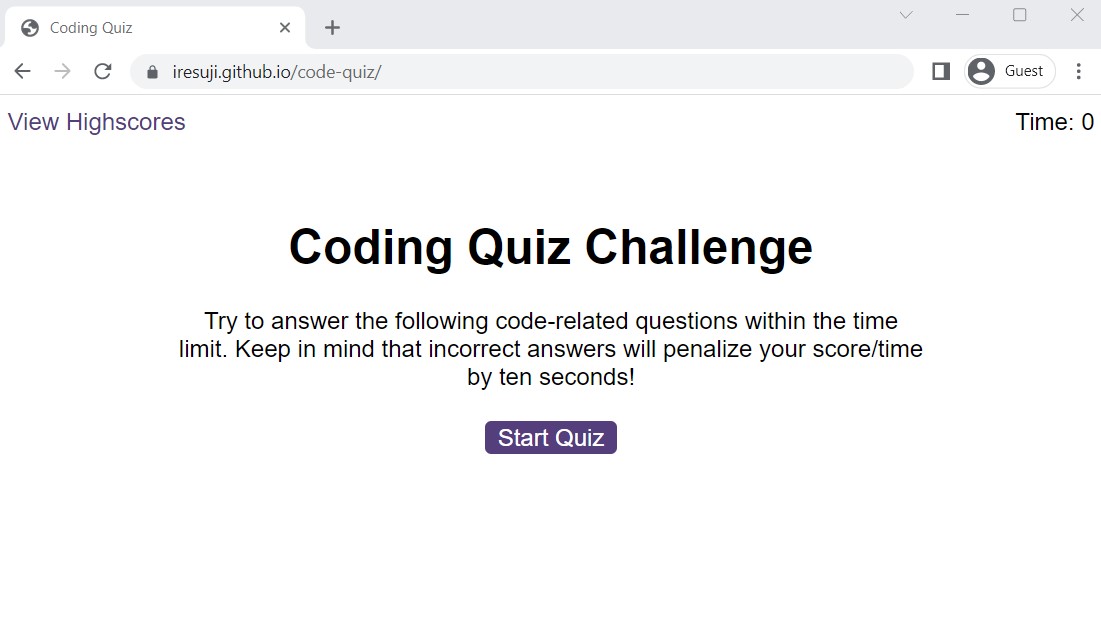 Coding Quiz
iresuji.github.io/code-quiz/
Guest
View Highscores
Time: 0
Coding Quiz Challenge
Try to answer the following code-related questions within the time
limit. Keep in mind that incorrect answers will penalize your score/time
by ten seconds!
Start Quiz